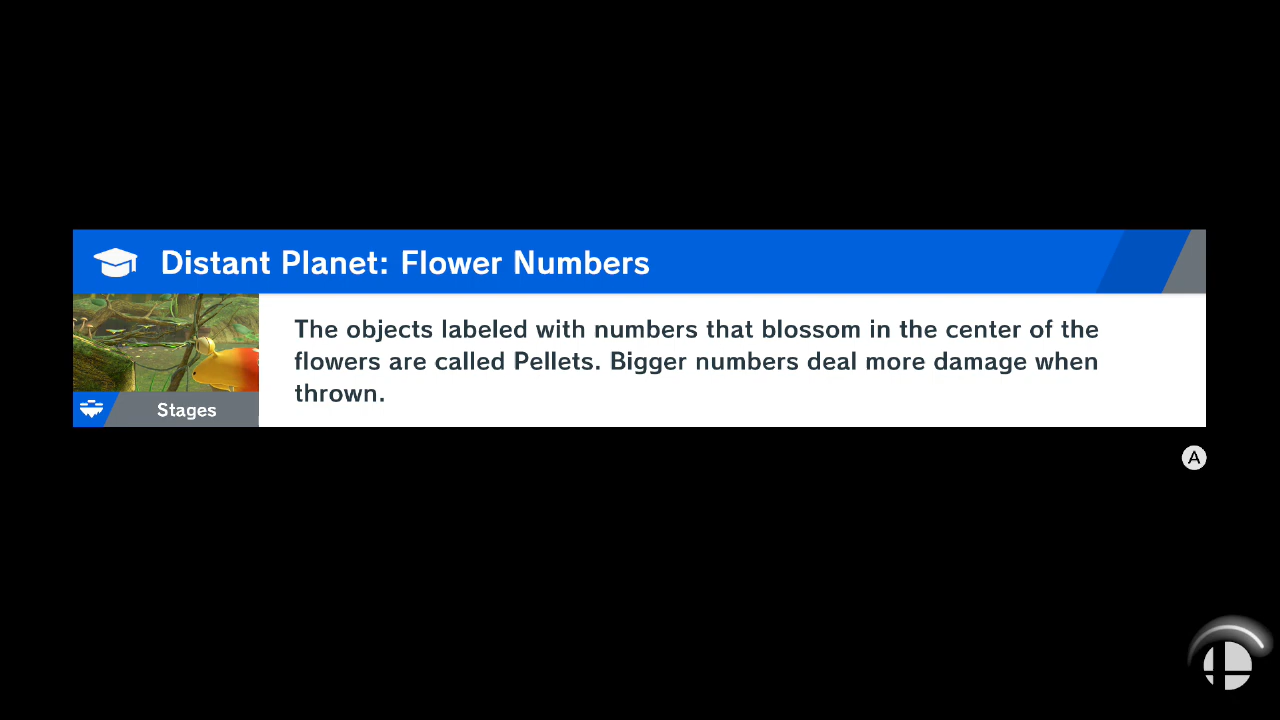 Distant Planet: Flower Numbers
The objects labeled with numbers that blossom in the center of the
flowers are called Pellets. Bigger numbers deal more damage when
thrown.
Stages
A